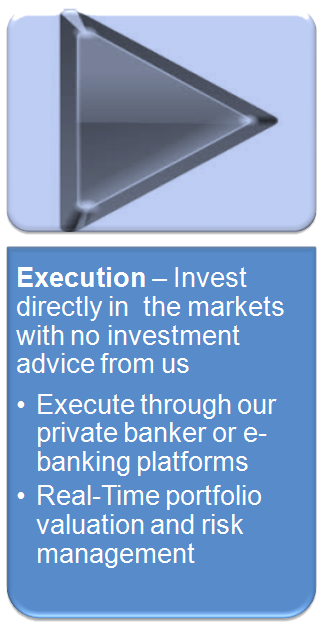 Execution – Invest
directly in  the markets
with no investment
advice from us
• Execute through our
private banker or e-
banking platforms
• Real-Time portfolio
valuation and risk
management